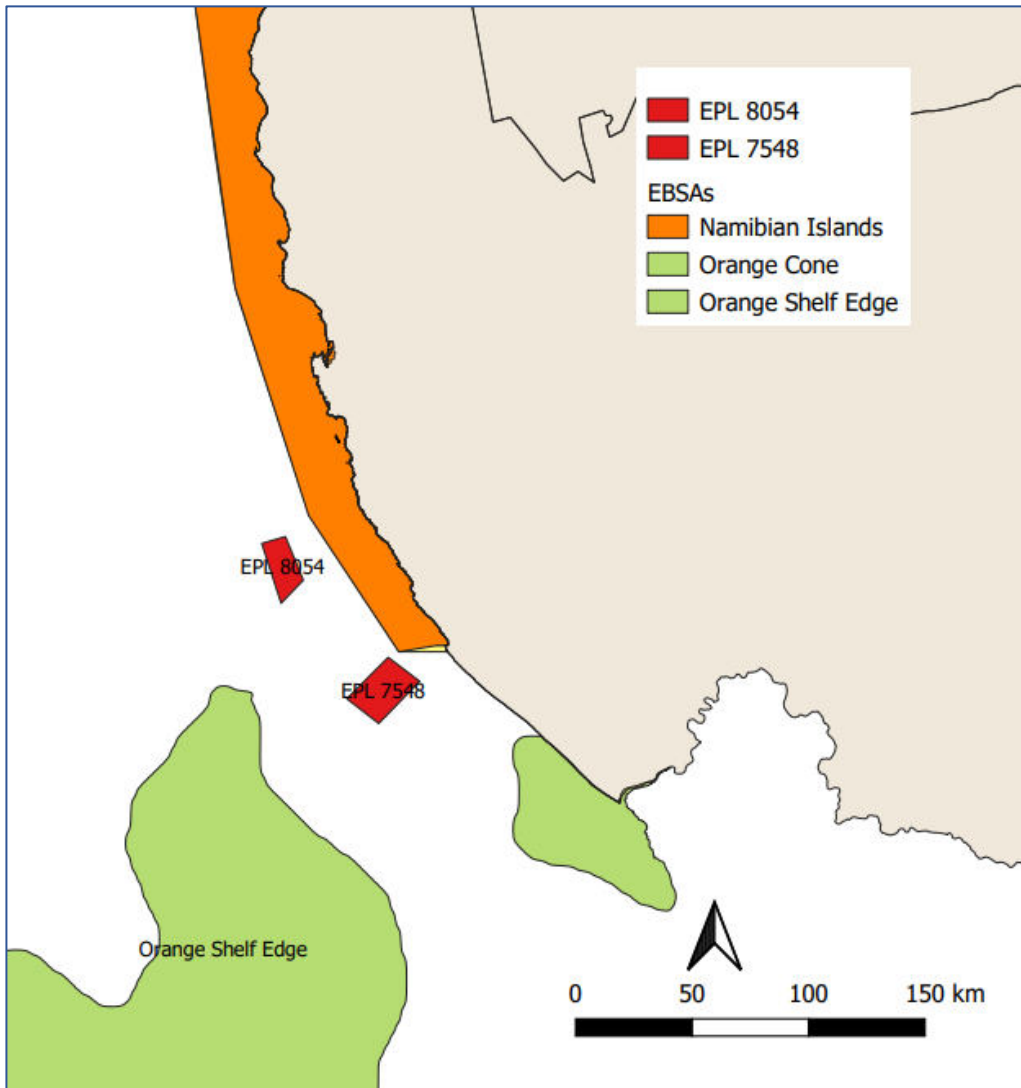 EPL 8054
EPL 7548
EBSAs
Namibian Islands
Orange Cone
Orange Shelf Edge
EPL 8054
EPL 7548
Orange Shelf Edge
0 50 100 150 km